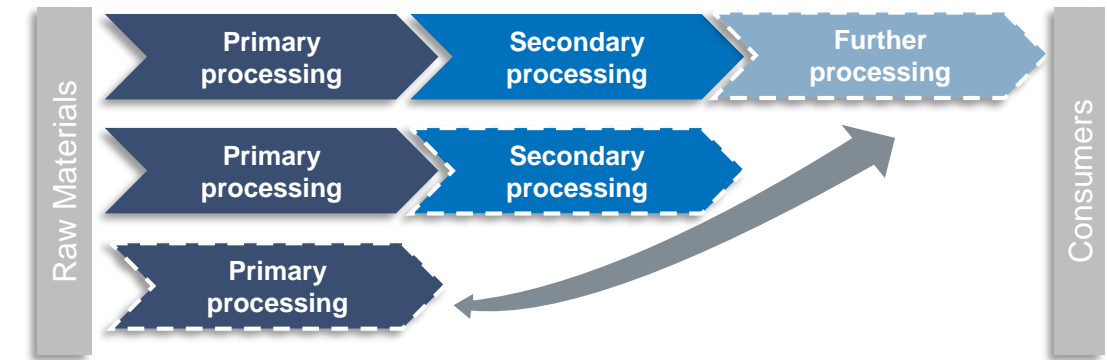 Raw Materials
Primary
processing
Secondary
processing
Further
processing
Primary
processing
Secondary
processing
Primary
processing
Consumers